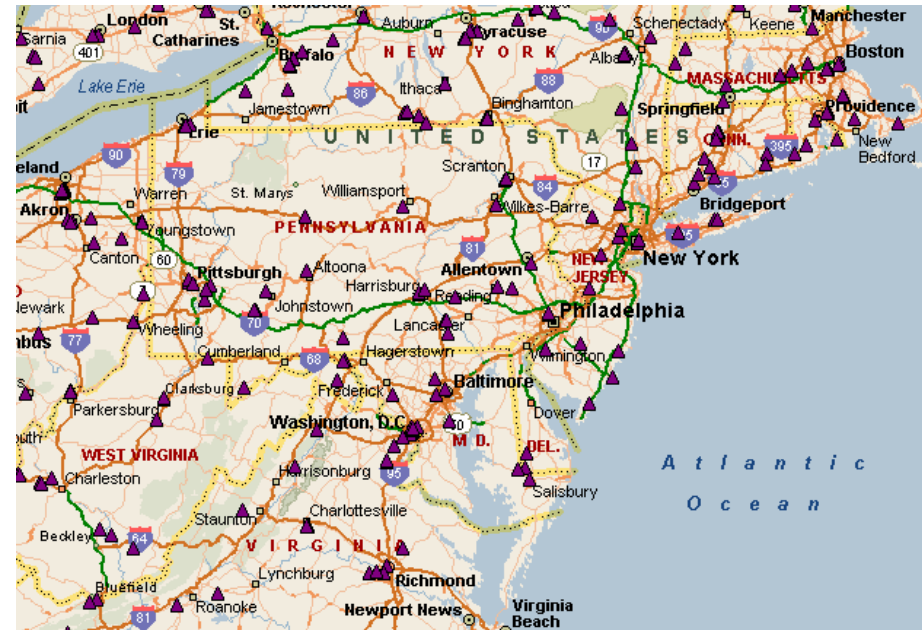 London
St.
Catharines
Sarnia
401
Buffalo
Auburn
Syracuse
90
Schenectady
Keene
Manchester
Albany
Boston
NEW YORK
MASSACHUSETTS
Lake Erie
Jamestown
86
Ithaca
88
Binghamton
Springfield
Providence
Erie
UNITED STATES
CONN.
395
New
Bedford
90
79
Scranton
17
84
Warren
St. Marys
Williamsport
Wilkes-Barre
Bridgeport
Akron
Youngstown
PENNSYLVANIA
81
New York
Canton
60
Pittsburgh
Altoona
Allentown
NEW
JERSEY
Harrisburg
Reading
Johnstown
Newark
70
Lancaster
Philadelphia
77
Wheeling
Cumberland
68
Hagerstown
Wilmington
Clarksburg
Frederick
Baltimore
Parkersburg
Dover
Washington, D.C.
50
MD.
DEL.
WEST VIRGINIA
Atlantic
Ocean
Charleston
Harrisonburg
95
Salisbury
Staunton
Charlottesville
Beckley
64
VIRGINIA
Bluefield
Lynchburg
Richmond
Roanoke
81
Newport News
Virginia
Beach